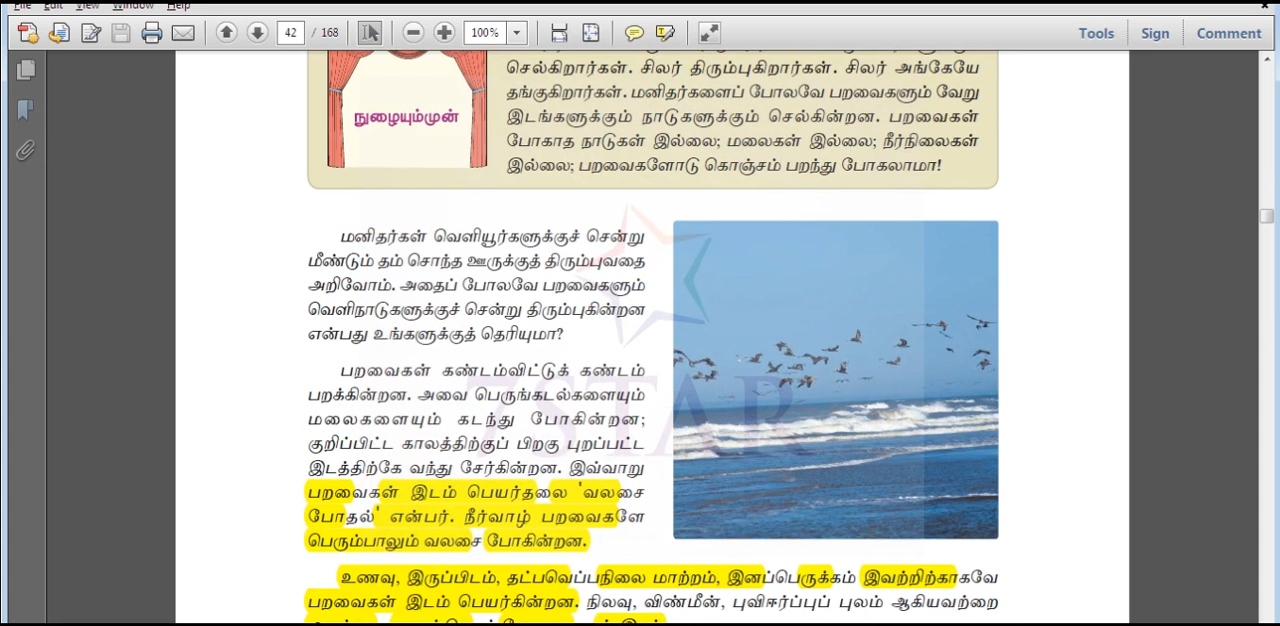 File Edit View Window Help
42 / 168 100% Tools Sign Comment
செல்கிறார்கள். சிலர் திரும்புகிறார்கள். சிலர் அங்கேயே
தங்குகிறார்கள். மனிதர்களைப் போலவே பறவைகளும் வேறு
நுழையும்முன்
இடங்களுக்கும் நாடுகளுக்கும் செல்கின்றன. பறவைகள்
போகாத நாடுகள் இல்லை; மலைகள் இல்லை; நீர்நிலைகள்
இல்லை; பறவைகளோடு கொஞ்சம் பறந்து போகலாமா!
மனிதர்கள் வெளியூர்களுக்குச் சென்று
மீண்டும் தம் சொந்த ஊருக்குத் திரும்புவதை
அறிவோம். அதைப் போலவே பறவைகளும்
வெளிநாடுகளுக்குச் சென்று திரும்புகின்றன
என்பது உங்களுக்குத் தெரியுமா?
பறவைகள் கண்டம்விட்டுக் கண்டம்
பறக்கின்றன. அவை பெருங்கடல்களையும்
மலைகளையும் கடந்து போகின்றன;
குறிப்பிட்ட காலத்திற்குப் பிறகு புறப்பட்ட
இடத்திற்கே வந்து சேர்கின்றன. இவ்வாறு
பறவைகள் இடம் பெயர்தலை 'வலசை
போதல்' என்பர். நீர்வாழ் பறவைகளே
பெரும்பாலும் வலசை போகின்றன.
7STAR
உணவு, இருப்பிடம், தட்பவெப்பநிலை மாற்றம், இனப்பெருக்கம் இவற்றிற்காகவே
பறவைகள் இடம் பெயர்கின்றன. நிலவு, விண்மீன், புவிஈர்ப்புப் புலம் ஆகியவற்றை